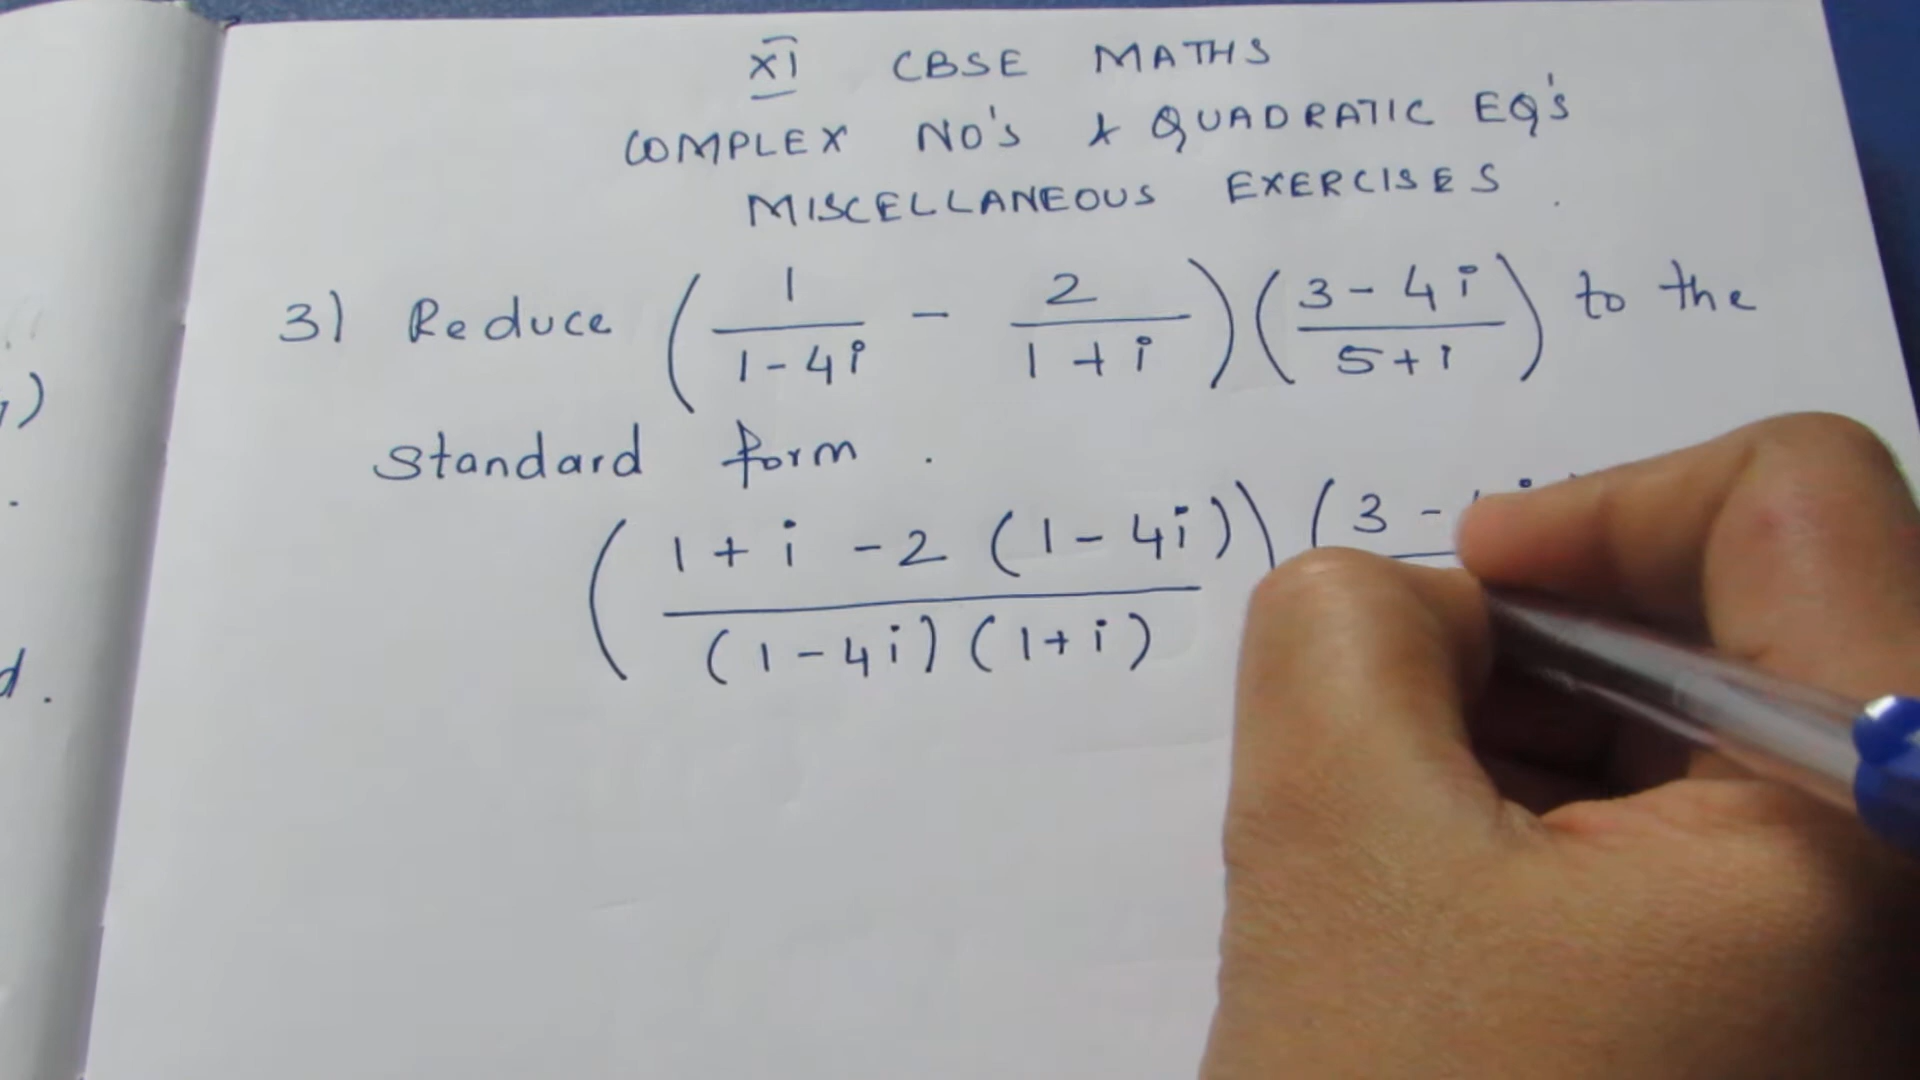 XI CBSE MATHS
COMPLEX NO'S & QUADRATIC EQ'S
MISCELLANEOUS EXERCISES.
3) Reduce (1/(1-4i) - 2/(1+i)) ((3-4i)/(5+i)) to the
standard form.
((1+i-2(1-4i))/((1-4i)(1+i))) (3-
)
d.